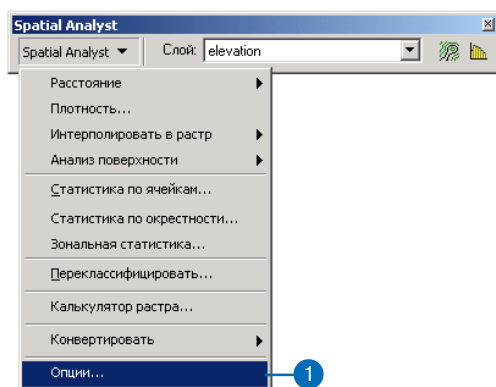 Spatial Analyst
Spatial Analyst Слой: elevation
Расстояние
Плотность...
Интерполировать в растр
Анализ поверхности
Статистика по ячейкам...
Статистика по окрестности...
Зональная статистика...
Переклассифицировать...
Калькулятор растра...
Конвертировать
Опции... 1